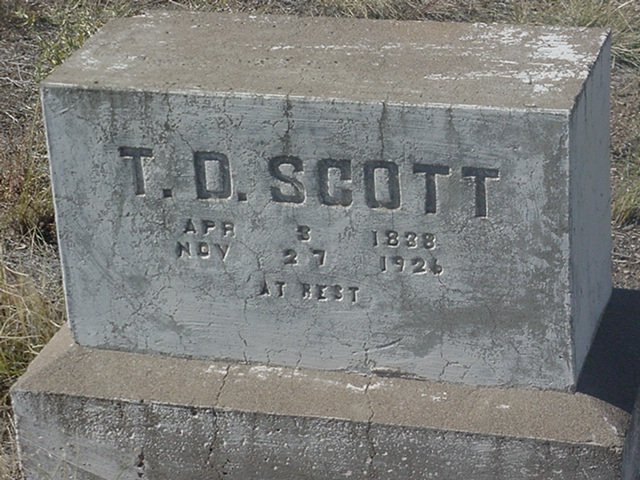 T. D. SCOTT
APR 3 1838
NOV 27 1926
AT REST